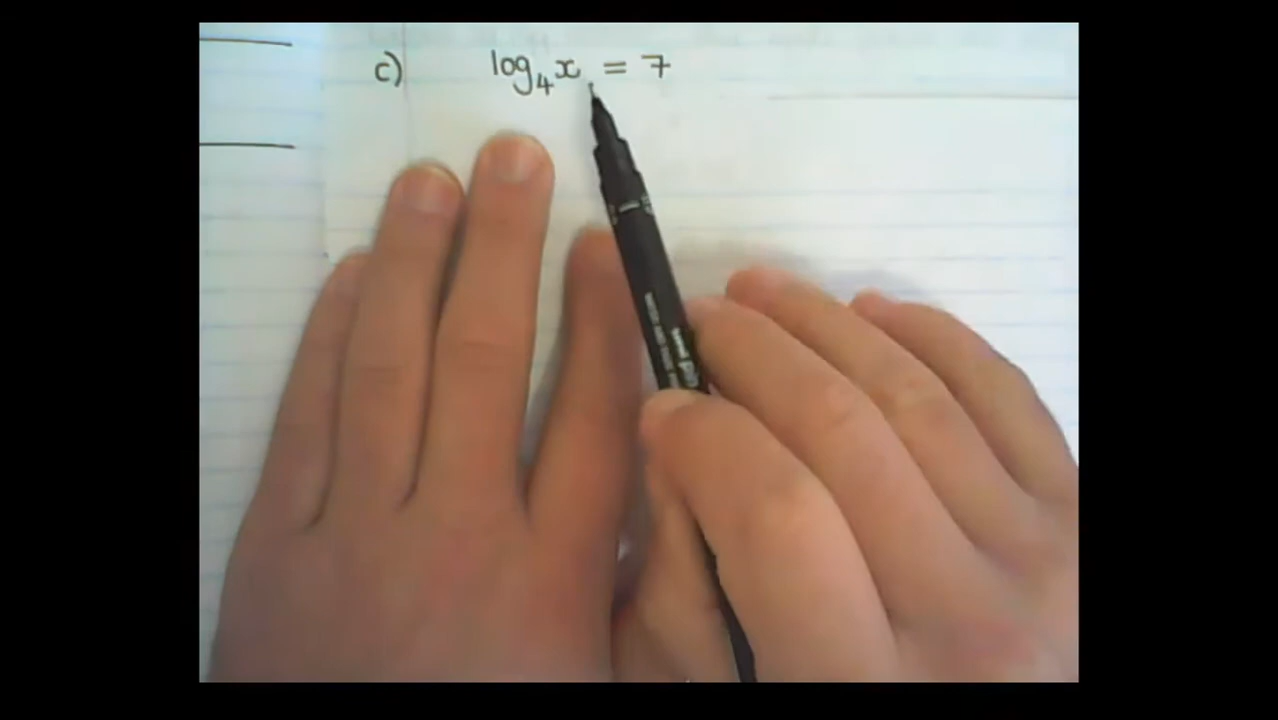 c) log₄x = 7